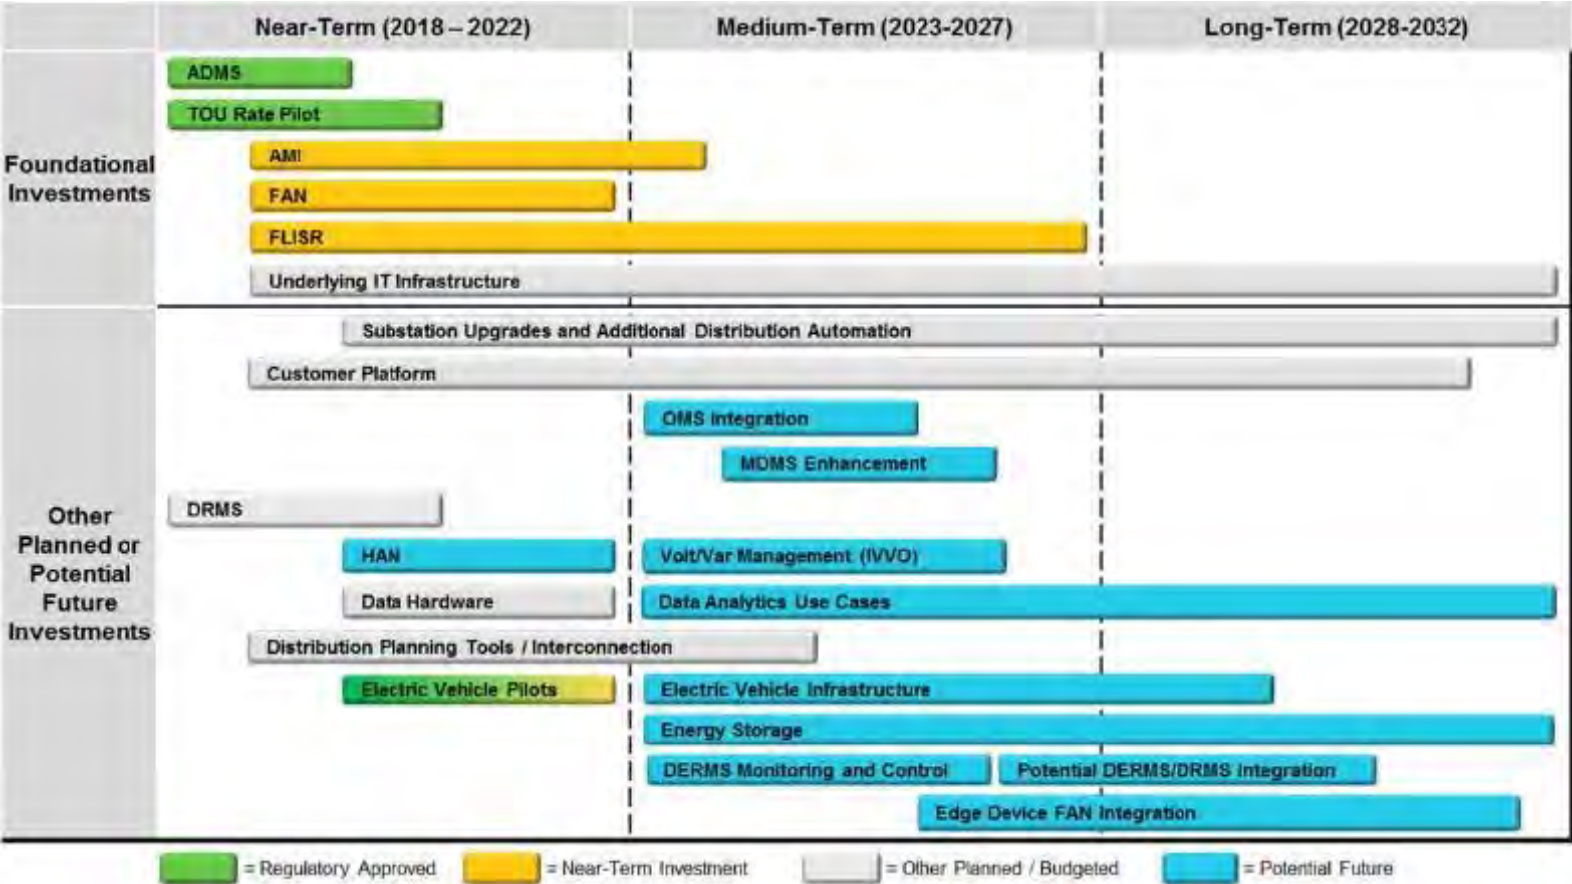 Near-Term (2018 – 2022)
Medium-Term (2023-2027)
Long-Term (2028-2032)
Foundational
Investments
ADMS
TOU Rate Pilot
AMI
FAN
FLISR
Underlying IT Infrastructure
Other
Planned or
Potential
Future
Investments
Substation Upgrades and Additional Distribution Automation
Customer Platform
OMS Integration
MDMS Enhancement
DRMS
HAN
Volt/Var Management (IVVO)
Data Hardware
Data Analytics Use Cases
Distribution Planning Tools / Interconnection
Electric Vehicle Pilots
Electric Vehicle Infrastructure
Energy Storage
DERMS Monitoring and Control
Potential DERMS/DRMS Integration
Edge Device FAN Integration
= Regulatory Approved
= Near-Term Investment
= Other Planned / Budgeted
= Potential Future